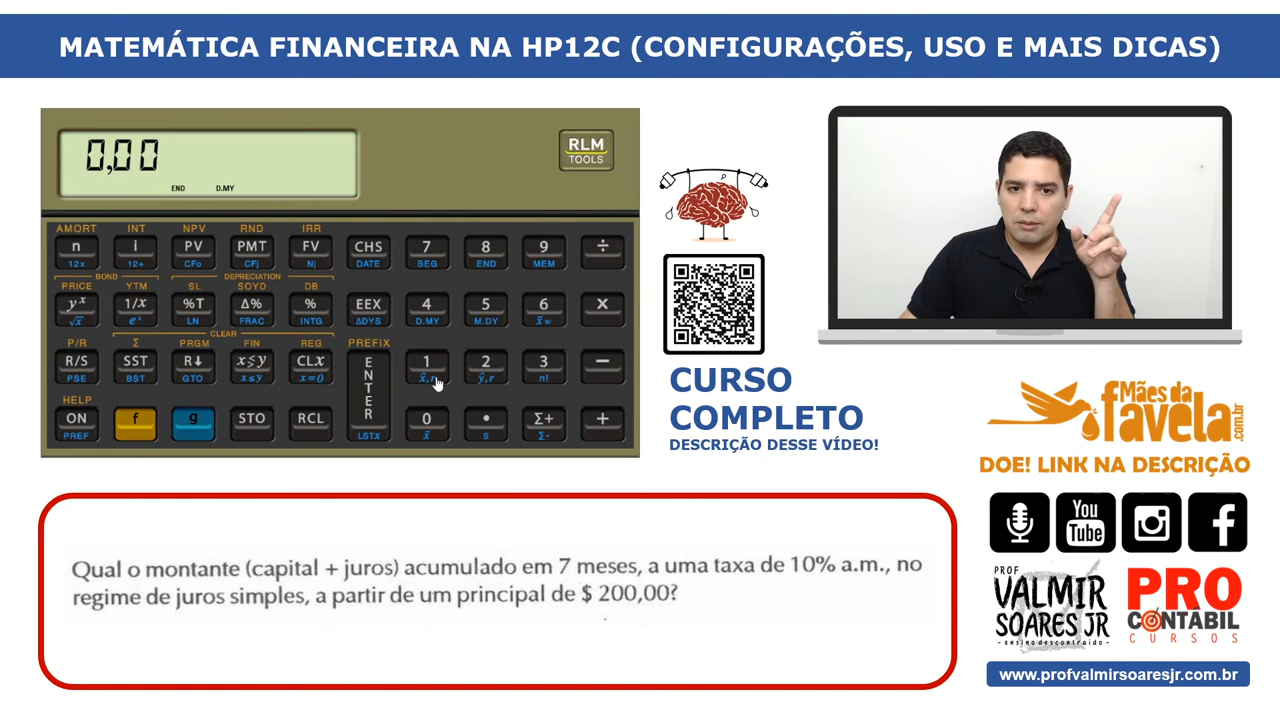 MATEMÁTICA FINANCEIRA NA HP12C (CONFIGURAÇÕES, USO E MAIS DICAS)
0,00
END D.MY
RLM
TOOLS
AMORT INT NPV RND IRR
n i PV PMT FV CHS 7 8 9 ÷
12x 12÷ CFo CFj Nj DATE BEG END MEM
BOND DEPRECIATION
PRICE YTM SL SOYD DB
yˣ 1/x %T Δ% % EEX 4 5 6 ×
√x eˣ LN FRAC INTG ΔDYS D.MY M.DY x̄w
CLEAR
P/R Σ PRGM FIN REG PREFIX
R/S SST R↓ x≶y CLx ENTER 1 2 3 −
PSE BST GTO x≤y x=0 x̂,r ŷ,r n!
HELP
ON f g STO RCL 0 • Σ+ +
PREF LSTx x̄ s Σ-
CURSO
COMPLETO
DESCRIÇÃO DESSE VÍDEO!
Mães da
favela
.com.br
DOE! LINK NA DESCRIÇÃO
You
Tube
PROF
VALMIR
SOARES JR
-ensino descontraído-
PRO
CONTÁBIL
CURSOS
www.profvalmirsoaresjr.com.br
Qual o montante (capital + juros) acumulado em 7 meses, a uma taxa de 10% a.m., no
regime de juros simples, a partir de um principal de $ 200,00?